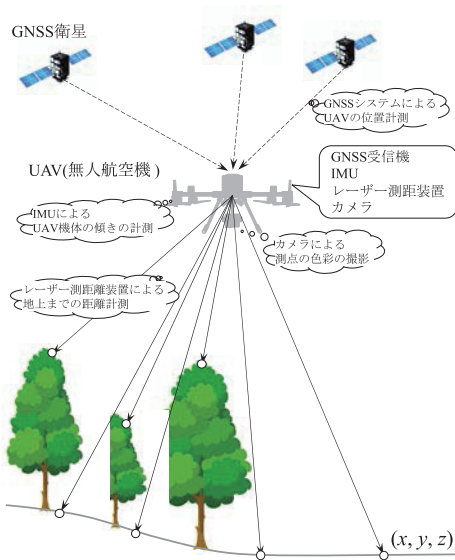 GNSS衛星
GNSSシステムによる
UAVの位置計測
UAV(無人航空機)
GNSS受信機
IMU
レーザー測距装置
カメラ
IMUによる
UAV機体の傾きの計測
カメラによる
測点の色彩の撮影
レーザー測距離装置による
地上までの距離計測
(x, y, z)